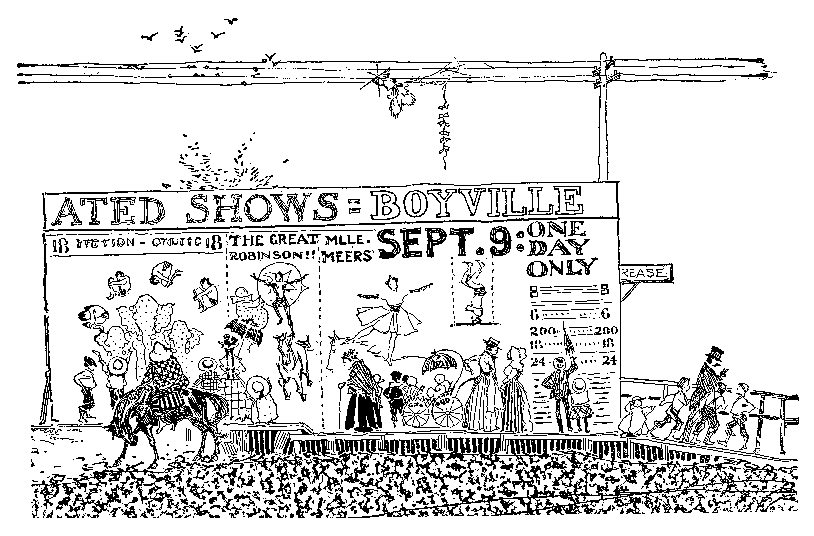 ATED SHOWS = BOYVILLE
18 18
THE GREAT
ROBINSON!!
MLLE.
MEERS
SEPT. 9:
ONE
DAY
ONLY
8 8
6 6
200 200
18 18
24 24
REASE.